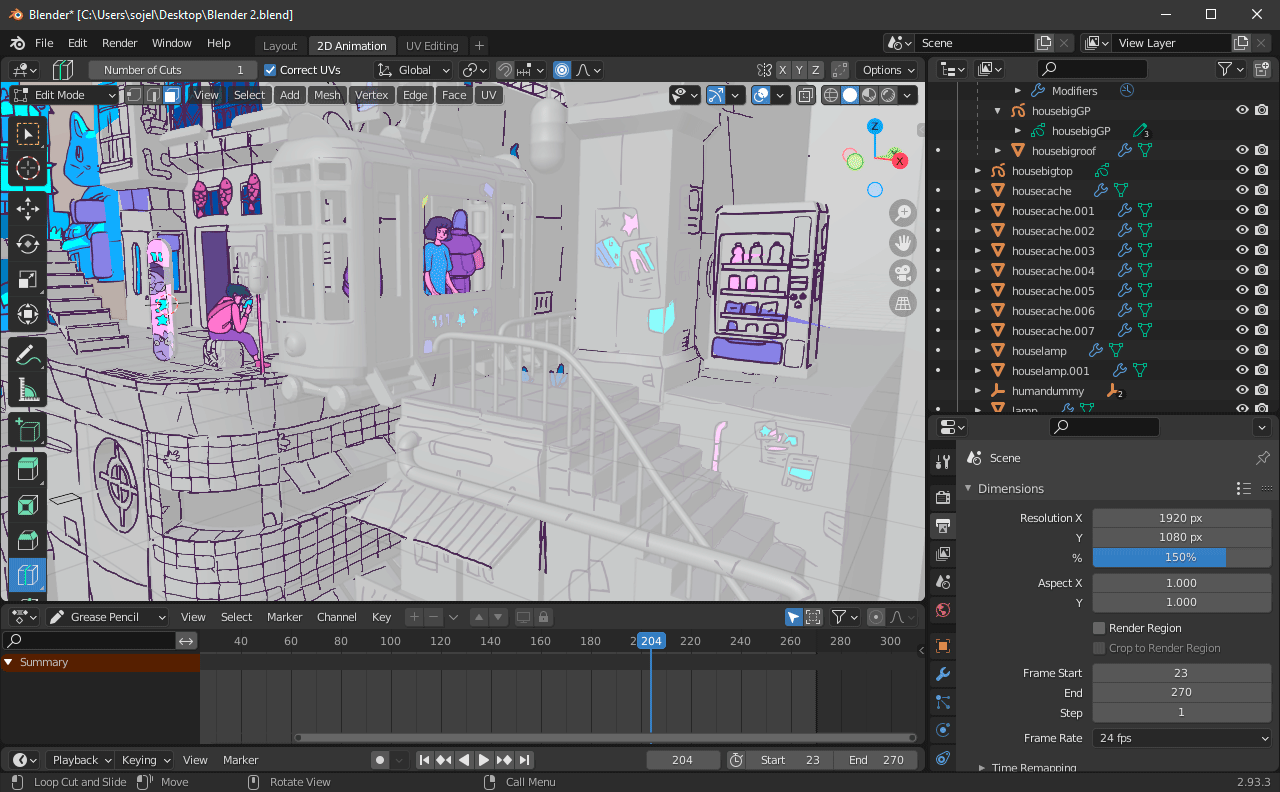 Blender* [C:\Users\sojel\Desktop\Blender 2.blend]
File Edit Render Window Help Layout 2D Animation UV Editing + Scene View Layer
Number of Cuts 1 Correct UVs Global X Y Z Options
Edit Mode View Select Add Mesh Vertex Edge Face UV
Z
X
Modifiers
housebigGP
housebigGP 3
housebigroof
housebigtop
housecache
housecache.001
housecache.002
housecache.003
housecache.004
housecache.005
housecache.006
housecache.007
houselamp
houselamp.001
humandummy 2
lamp
Scene
Dimensions
Resolution X 1920 px
Y 1080 px
% 150%
Aspect X 1.000
Y 1.000
Render Region
Crop to Render Region
Frame Start 23
End 270
Step 1
Frame Rate 24 fps
Time Remapping
Grease Pencil View Select Marker Channel Key
40 60 80 100 120 140 160 180 204 220 240 260 280 300
Summary
Playback Keying View Marker 204 Start 23 End 270
Loop Cut and Slide Move Rotate View Call Menu 2.93.3